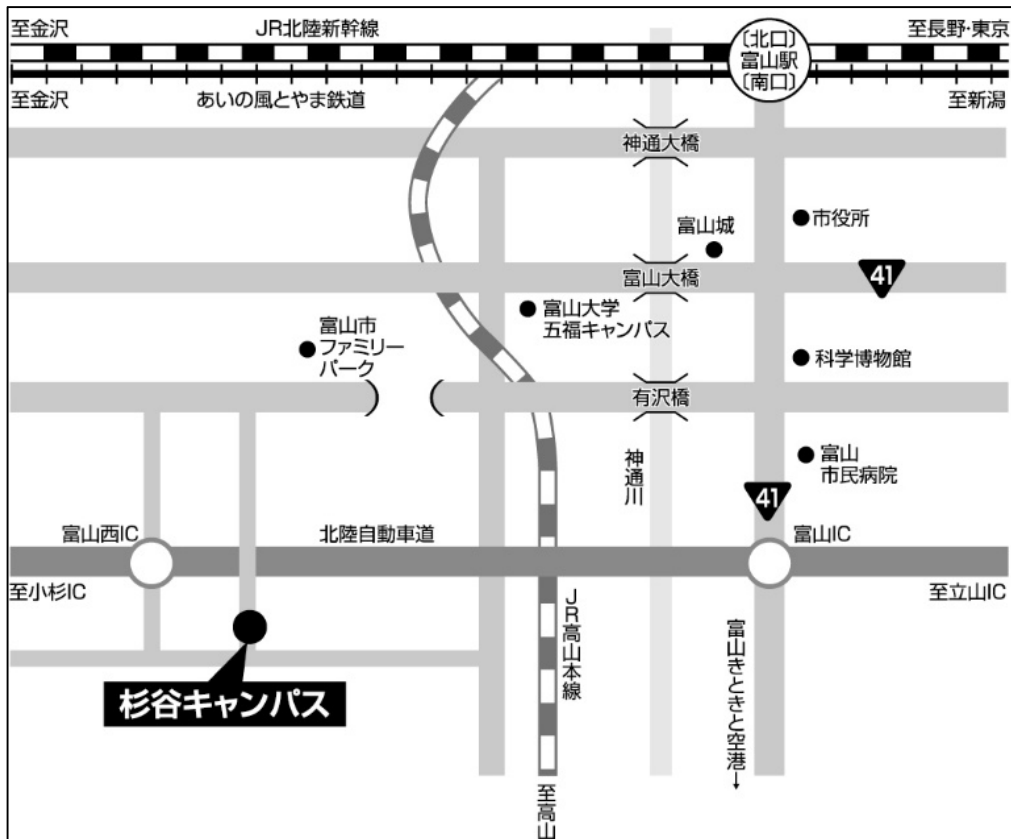 至金沢
JR北陸新幹線
至長野・東京
〔北口〕
富山駅
〔南口〕
至金沢
あいの風とやま鉄道
至新潟
神通大橋
市役所
富山城
富山大橋
41
富山大学
五福キャンパス
富山市
ファミリー
パーク
科学博物館
有沢橋
神通川
富山
市民病院
41
富山西IC
北陸自動車道
富山IC
至小杉IC
至立山IC
JR高山本線
富山きときと空港→
杉谷キャンパス
至高山